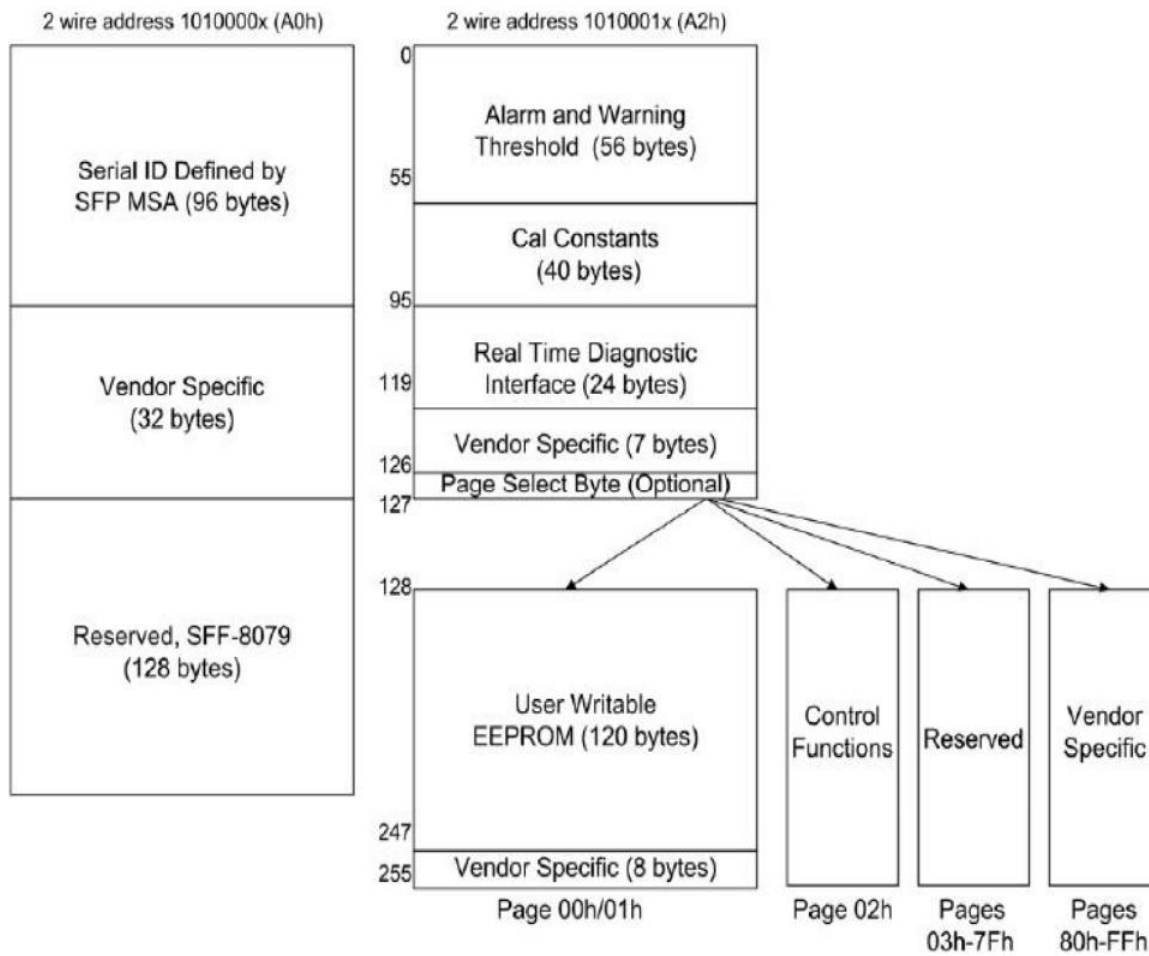 2 wire address 1010000x (A0h)
Serial ID Defined by
SFP MSA (96 bytes)
Vendor Specific
(32 bytes)
Reserved, SFF-8079
(128 bytes)
2 wire address 1010001x (A2h)
0
Alarm and Warning
Threshold (56 bytes)
55
Cal Constants
(40 bytes)
95
Real Time Diagnostic
Interface (24 bytes)
119
Vendor Specific (7 bytes)
126
Page Select Byte (Optional)
127
128
User Writable
EEPROM (120 bytes)
247
Vendor Specific (8 bytes)
255
Page 00h/01h
Control
Functions
Page 02h
Reserved
Pages
03h-7Fh
Vendor
Specific
Pages
80h-FFh